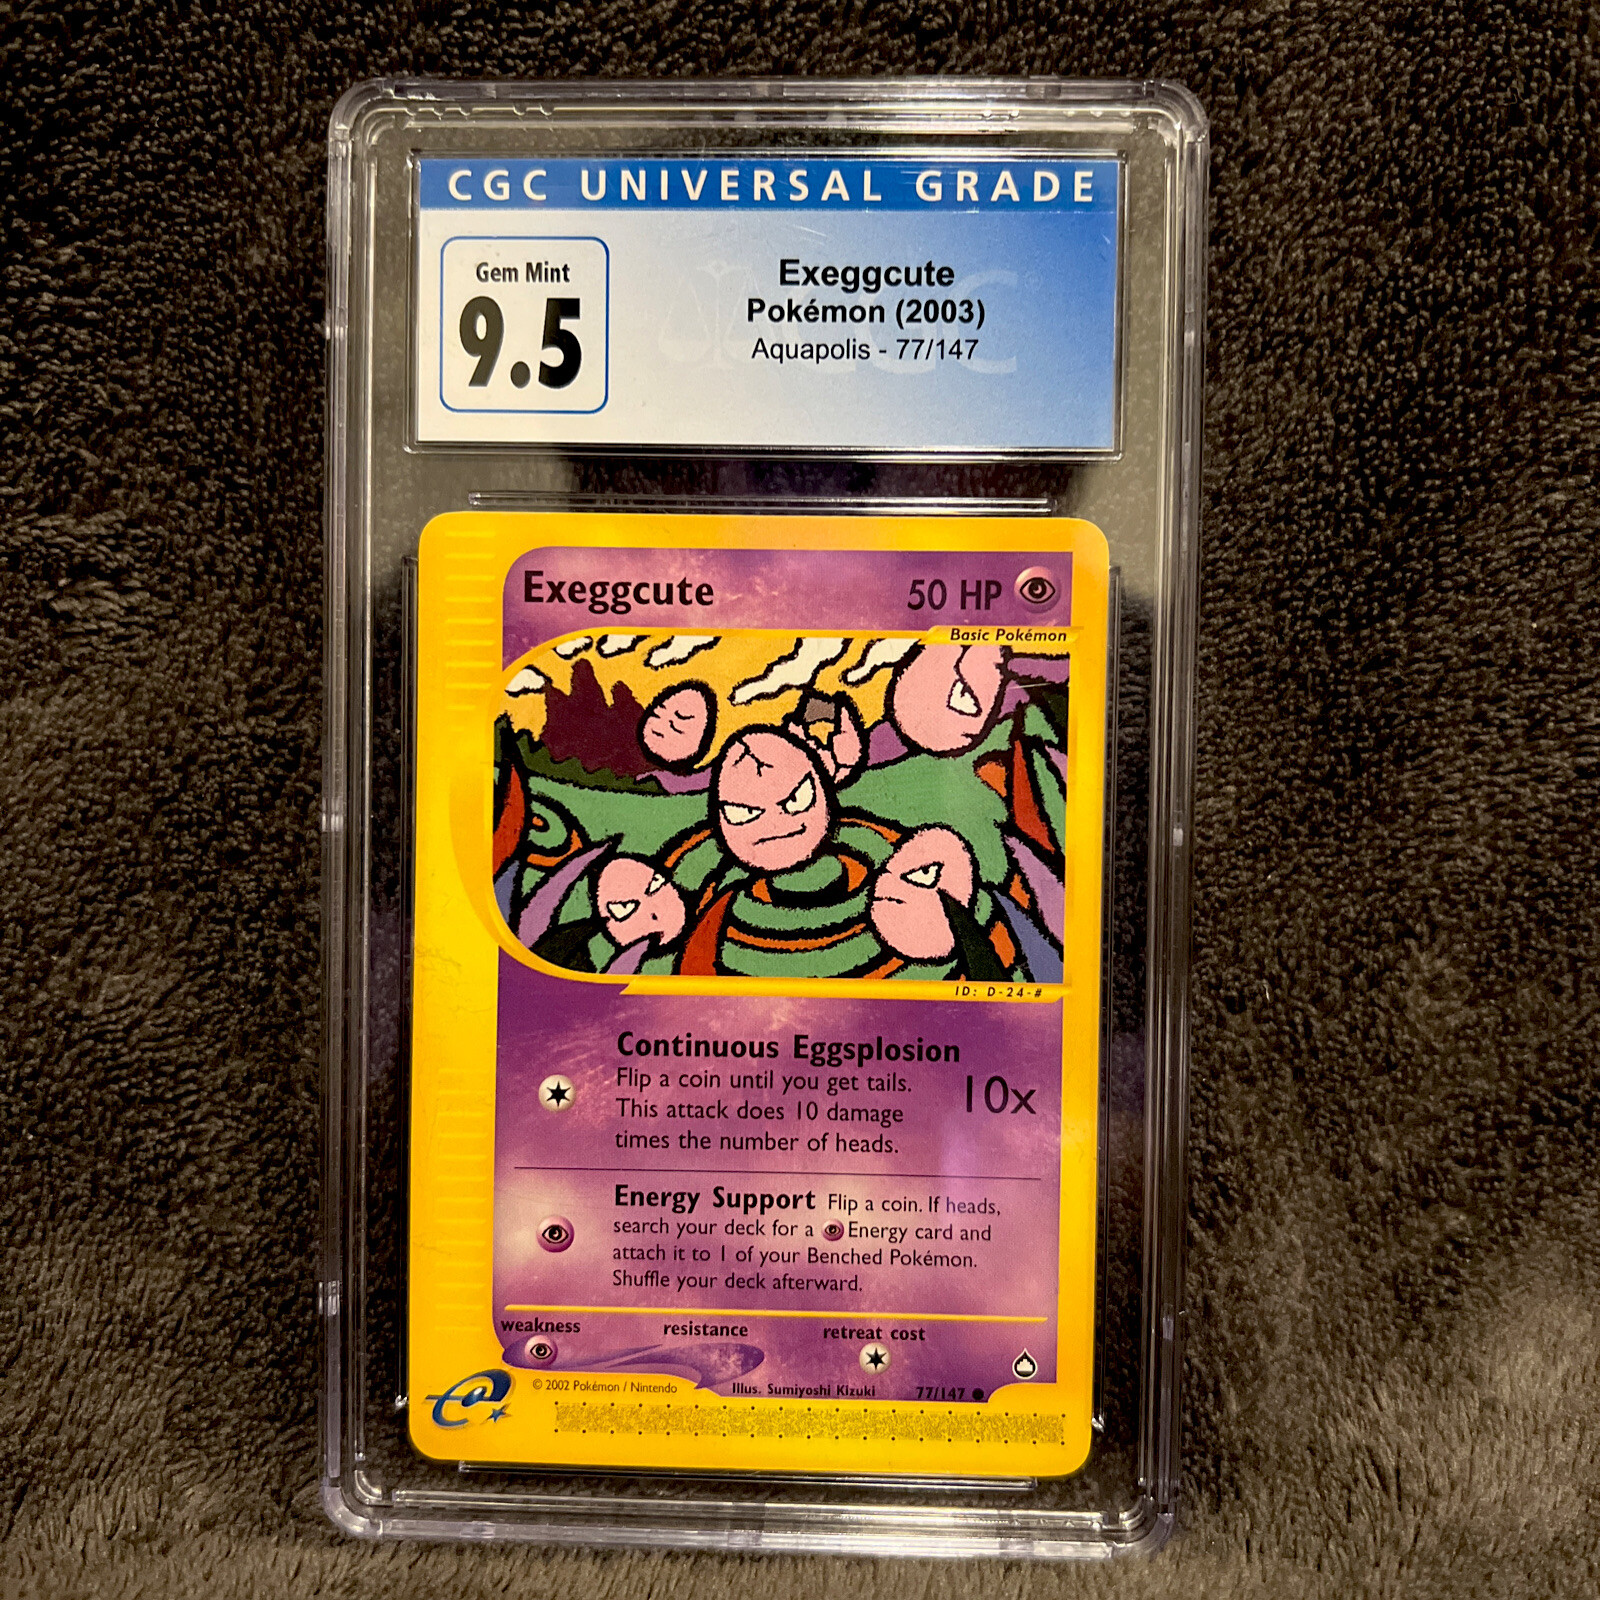 CGC UNIVERSAL GRADE
Gem Mint
9.5
Exeggcute
Pokémon (2003)
Aquapolis - 77/147
Exeggcute
50 HP
Basic Pokémon
ID: D-24-#
Continuous Eggsplosion
Flip a coin until you get tails.
This attack does 10 damage
times the number of heads.
10x
Energy Support Flip a coin. If heads,
search your deck for a Energy card and
attach it to 1 of your Benched Pokémon.
Shuffle your deck afterward.
weakness
resistance
retreat cost
e
© 2002 Pokémon / Nintendo
Illus. Sumiyoshi Kizuki
77/147